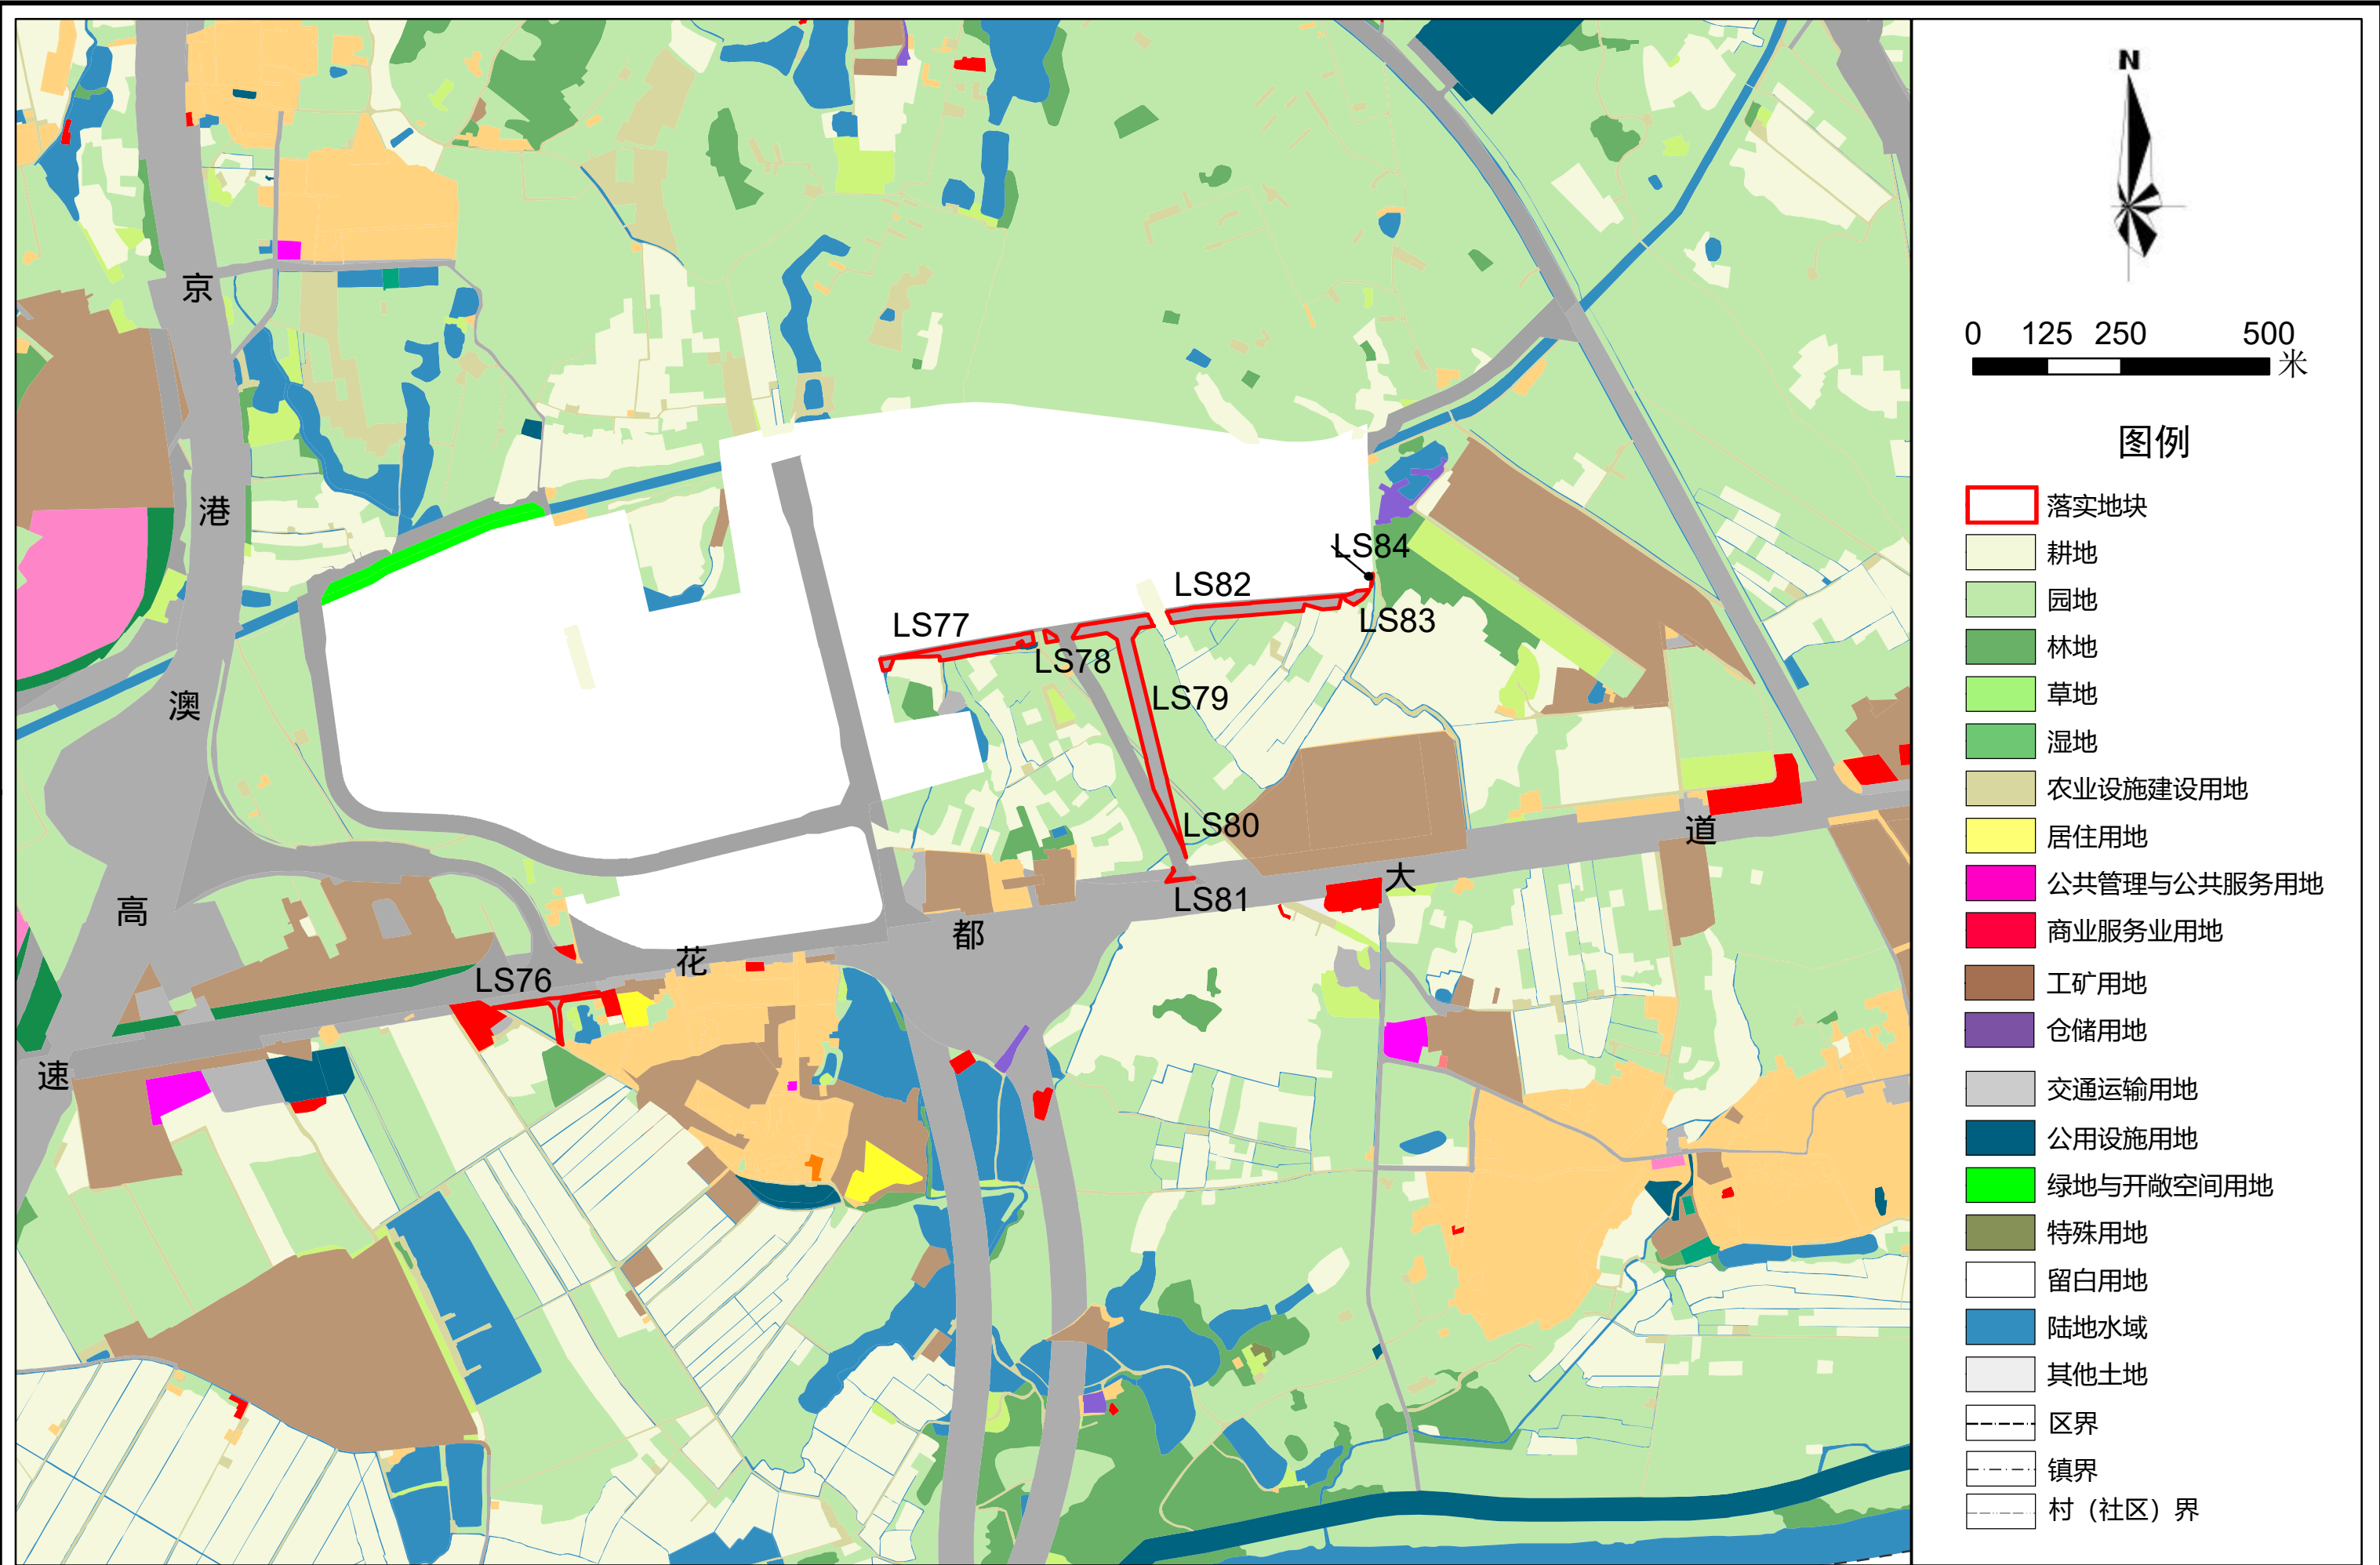 N
0 125 250 500
米
图例
落实地块
耕地
园地
林地
草地
湿地
农业设施建设用地
居住用地
公共管理与公共服务用地
商业服务业用地
工矿用地
仓储用地
交通运输用地
公用设施用地
绿地与开敞空间用地
特殊用地
留白用地
陆地水域
其他土地
区界
镇界
村（社区）界
京
港
澳
高
速
LS84
LS82
LS83
LS77
LS78
LS79
LS80
LS81
LS76
花
都
大
道